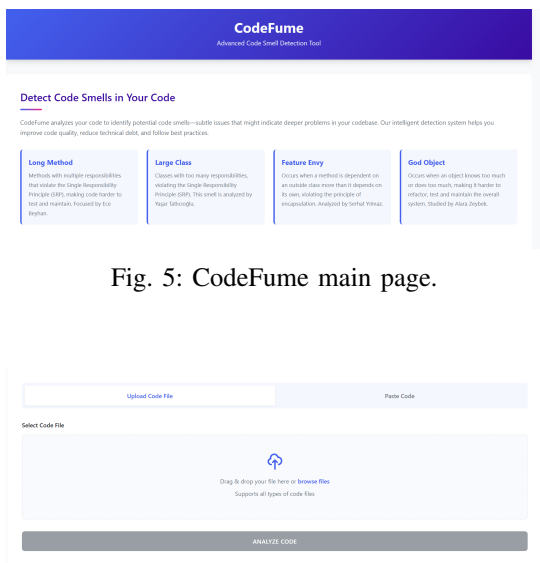 CodeFume
Advanced Code Smell Detection Tool
Detect Code Smells in Your Code
CodeFume analyzes your code to identify potential code smells—subtle issues that might indicate deeper problems in your codebase. Our intelligent detection system helps you
improve code quality, reduce technical debt, and follow best practices.
Long Method
Methods with multiple responsibilities
that violate the Single Responsibility
Principle (SRP), making code harder to
test and maintain. Focused by Ece
Beyhan.
Large Class
Classes with too many responsibilities,
violating the Single Responsibility
Principle (SRP). This smell is analyzed by
Yaşar Tatlıcıoğlu.
Feature Envy
Occurs when a method is dependent on
an outside class more than it depends on
its own, violating the principle of
encapsulation. Analyzed by Serhat Yılmaz.
God Object
Occurs when an object knows too much
or does too much, making it harder to
refactor, test and maintain the overall
system. Studied by Alara Zeybek.
Fig. 5: CodeFume main page.
Upload Code File
Paste Code
Select Code File
Drag & drop your file here or browse files
Supports all types of code files
ANALYZE CODE